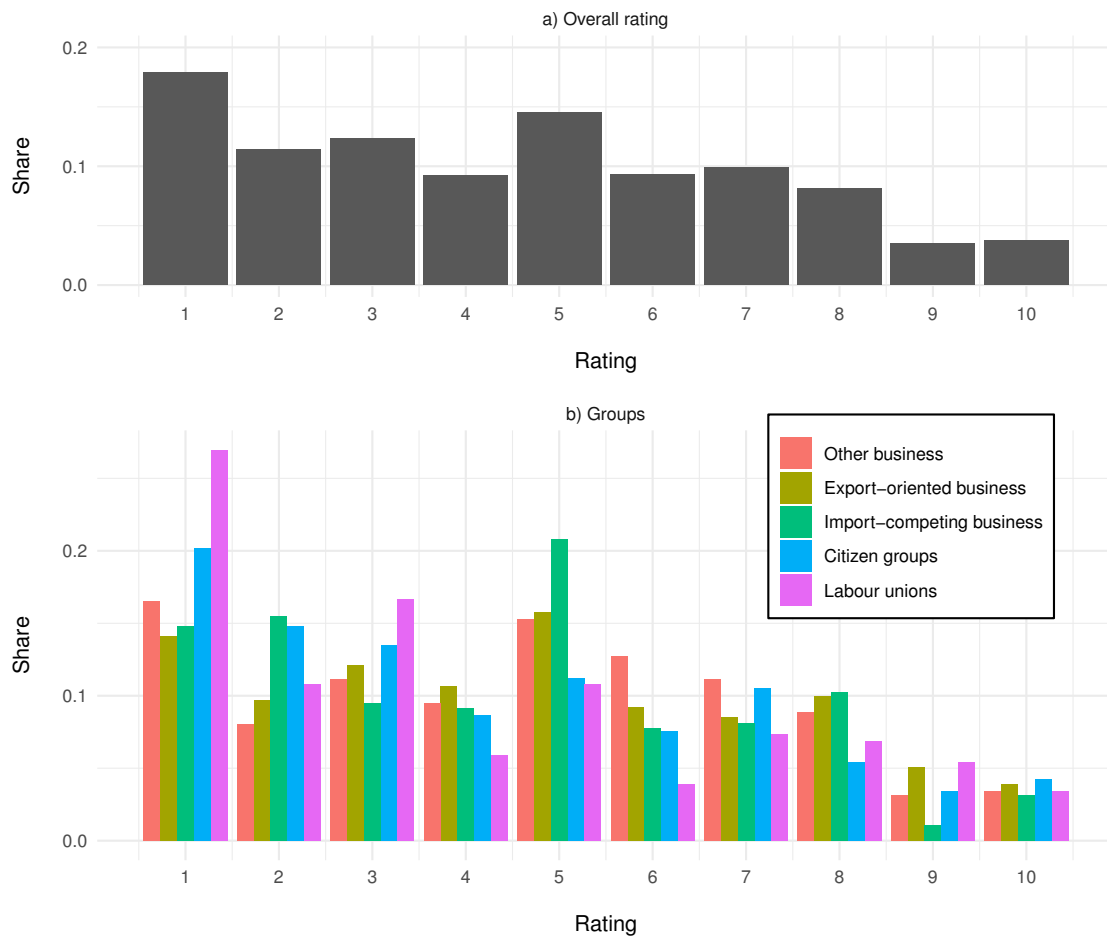 a) Overall rating
0.2
0.1
0.0
Share
1 2 3 4 5 6 7 8 9 10
Rating
b) Groups
Other business
Export−oriented business
Import−competing business
Citizen groups
Labour unions
0.2
0.1
0.0
Share
1 2 3 4 5 6 7 8 9 10
Rating